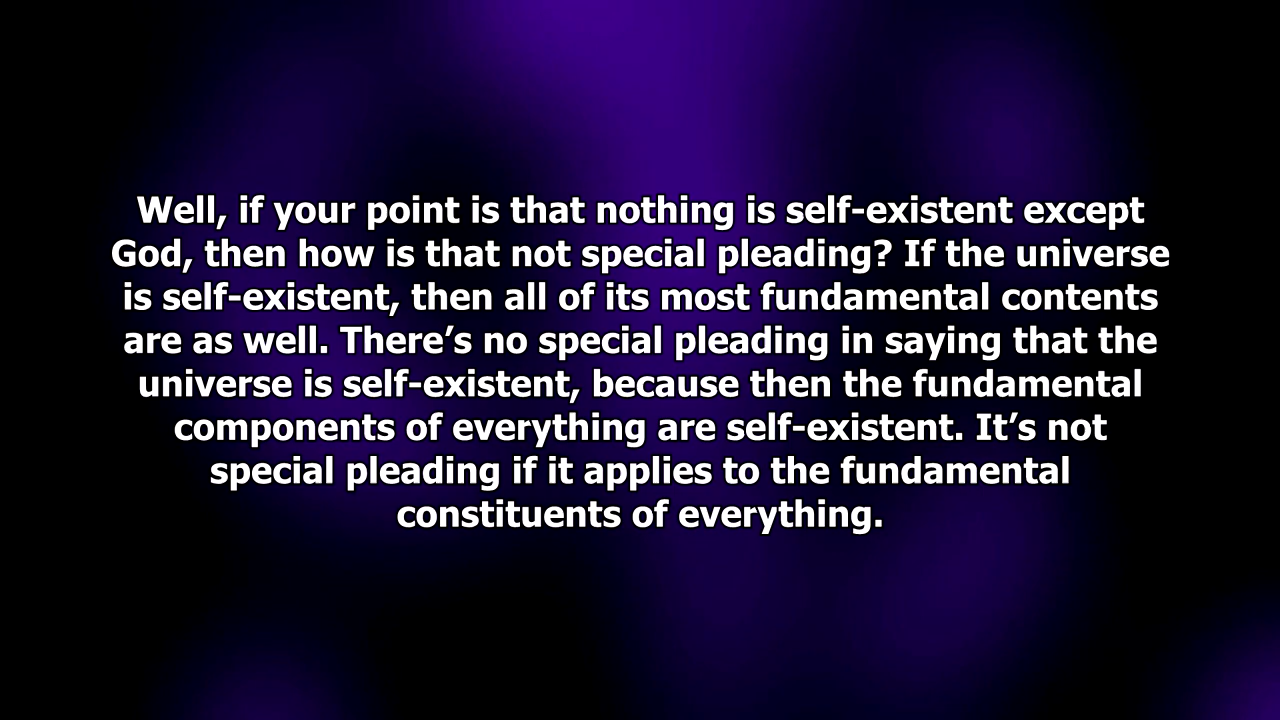 Well, if your point is that nothing is self-existent except
God, then how is that not special pleading? If the universe
is self-existent, then all of its most fundamental contents
are as well. There’s no special pleading in saying that the
universe is self-existent, because then the fundamental
components of everything are self-existent. It’s not
special pleading if it applies to the fundamental
constituents of everything.